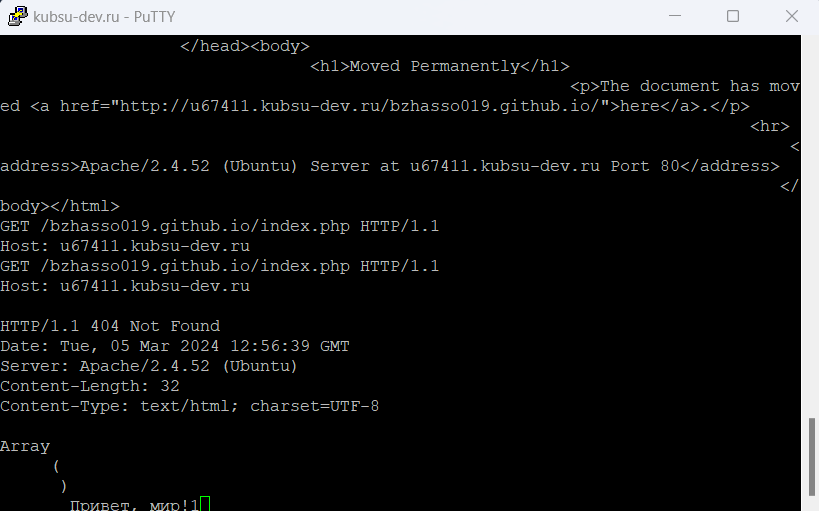 kubsu-dev.ru - PuTTY
</head><body>
<h1>Moved Permanently</h1>
<p>The document has mov
ed <a href="http://u67411.kubsu-dev.ru/bzhasso019.github.io/">here</a>.</p>
<hr>
<
address>Apache/2.4.52 (Ubuntu) Server at u67411.kubsu-dev.ru Port 80</address>
</
body></html>
GET /bzhasso019.github.io/index.php HTTP/1.1
Host: u67411.kubsu-dev.ru
GET /bzhasso019.github.io/index.php HTTP/1.1
Host: u67411.kubsu-dev.ru
HTTP/1.1 404 Not Found
Date: Tue, 05 Mar 2024 12:56:39 GMT
Server: Apache/2.4.52 (Ubuntu)
Content-Length: 32
Content-Type: text/html; charset=UTF-8
Array
(
)
Привет, мир!1